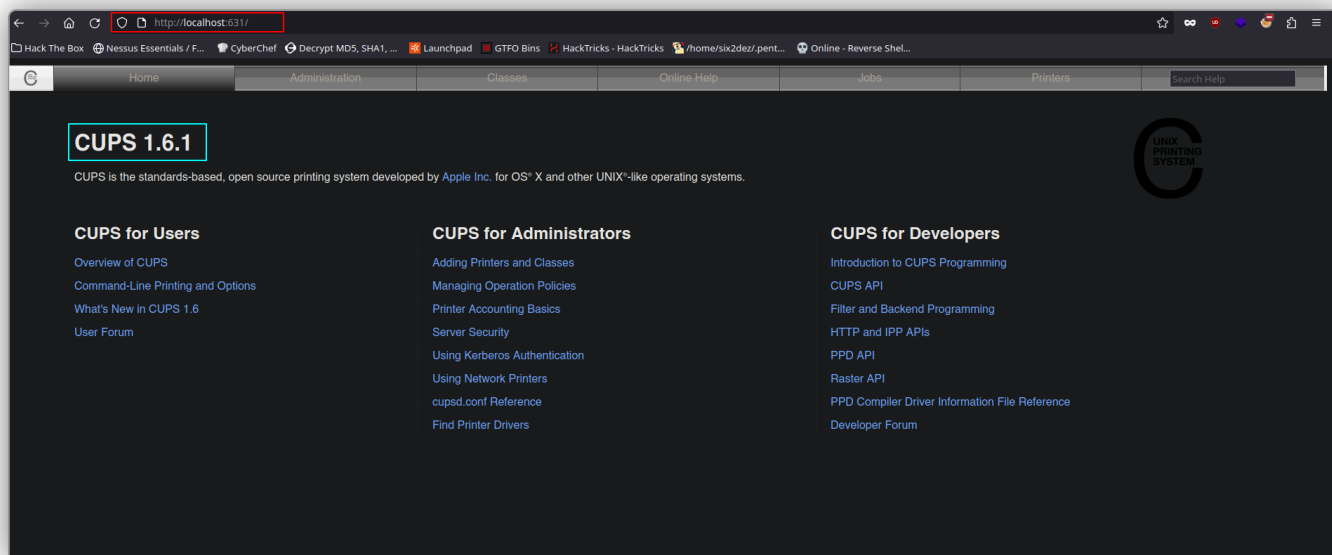 http://localhost:631/
Hack The Box Nessus Essentials / F... CyberChef Decrypt MD5, SHA1, ... Launchpad GTFO Bins HackTricks - HackTricks /home/six2dez/.pent... Online - Reverse Shel...
Home Administration Classes Online Help Jobs Printers Search Help
CUPS 1.6.1
UNIX
PRINTING
SYSTEM
CUPS is the standards-based, open source printing system developed by Apple Inc. for OS® X and other UNIX®-like operating systems.
CUPS for Users
Overview of CUPS
Command-Line Printing and Options
What's New in CUPS 1.6
User Forum
CUPS for Administrators
Adding Printers and Classes
Managing Operation Policies
Printer Accounting Basics
Server Security
Using Kerberos Authentication
Using Network Printers
cupsd.conf Reference
Find Printer Drivers
CUPS for Developers
Introduction to CUPS Programming
CUPS API
Filter and Backend Programming
HTTP and IPP APIs
PPD API
Raster API
PPD Compiler Driver Information File Reference
Developer Forum